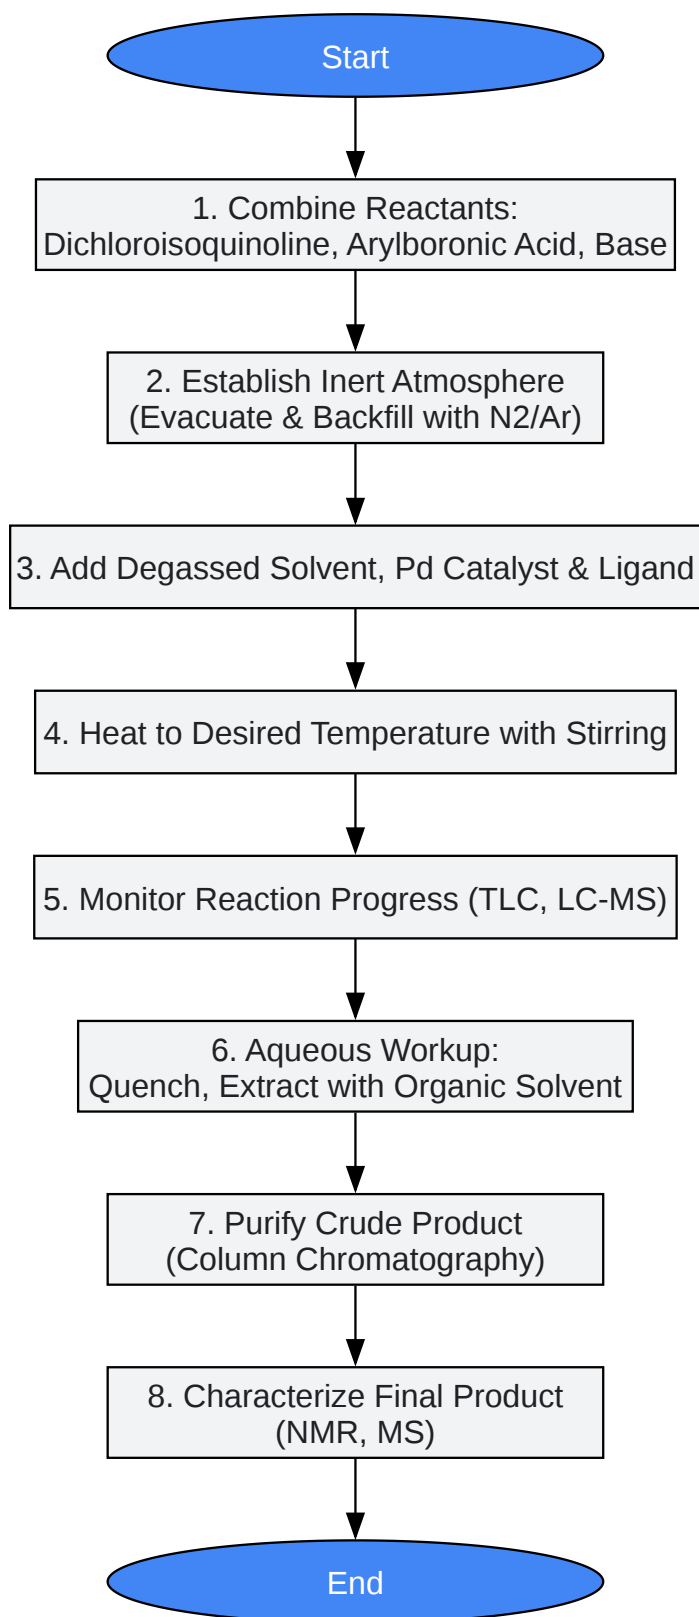 Start
1. Combine Reactants:
Dichloroisoquinoline, Arylboronic Acid, Base
2. Establish Inert Atmosphere
(Evacuate & Backfill with N2/Ar)
3. Add Degassed Solvent, Pd Catalyst & Ligand
4. Heat to Desired Temperature with Stirring
5. Monitor Reaction Progress (TLC, LC-MS)
6. Aqueous Workup:
Quench, Extract with Organic Solvent
7. Purify Crude Product
(Column Chromatography)
8. Characterize Final Product
(NMR, MS)
End